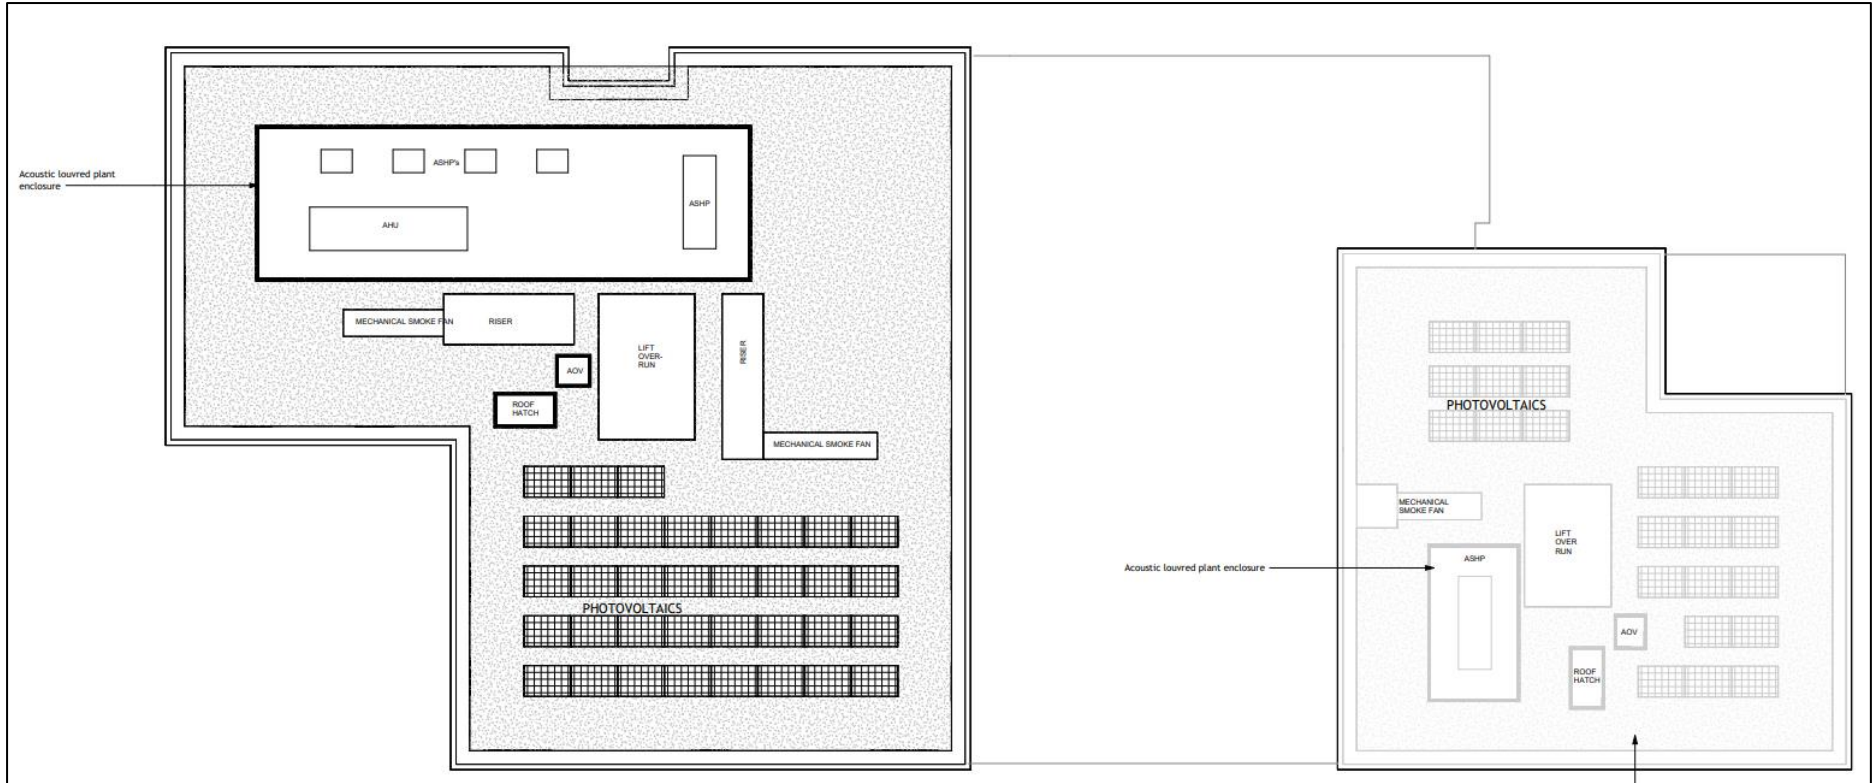 Acoustic louvred plant
enclosure
ASHP's
AHU
ASHP
MECHANICAL SMOKE FAN
RISER
LIFT
OVER-
RUN
RISER
AOV
ROOF
HATCH
MECHANICAL SMOKE FAN
PHOTOVOLTAICS
PHOTOVOLTAICS
MECHANICAL
SMOKE FAN
LIFT
OVER
RUN
Acoustic louvred plant enclosure
ASHP
AOV
ROOF
HATCH